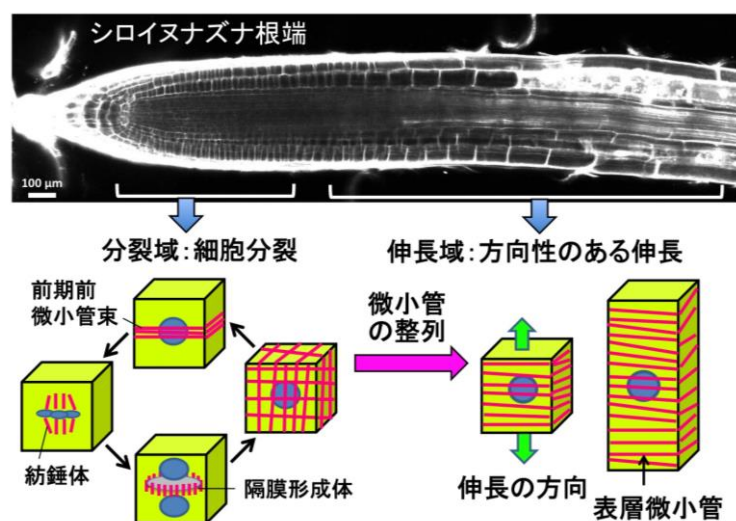 シロイヌナズナ根端
100 μm
分裂域：細胞分裂
伸長域：方向性のある伸長
前期前
微小管束
微小管
の整列
紡錘体
隔膜形成体
伸長の方向
表層微小管